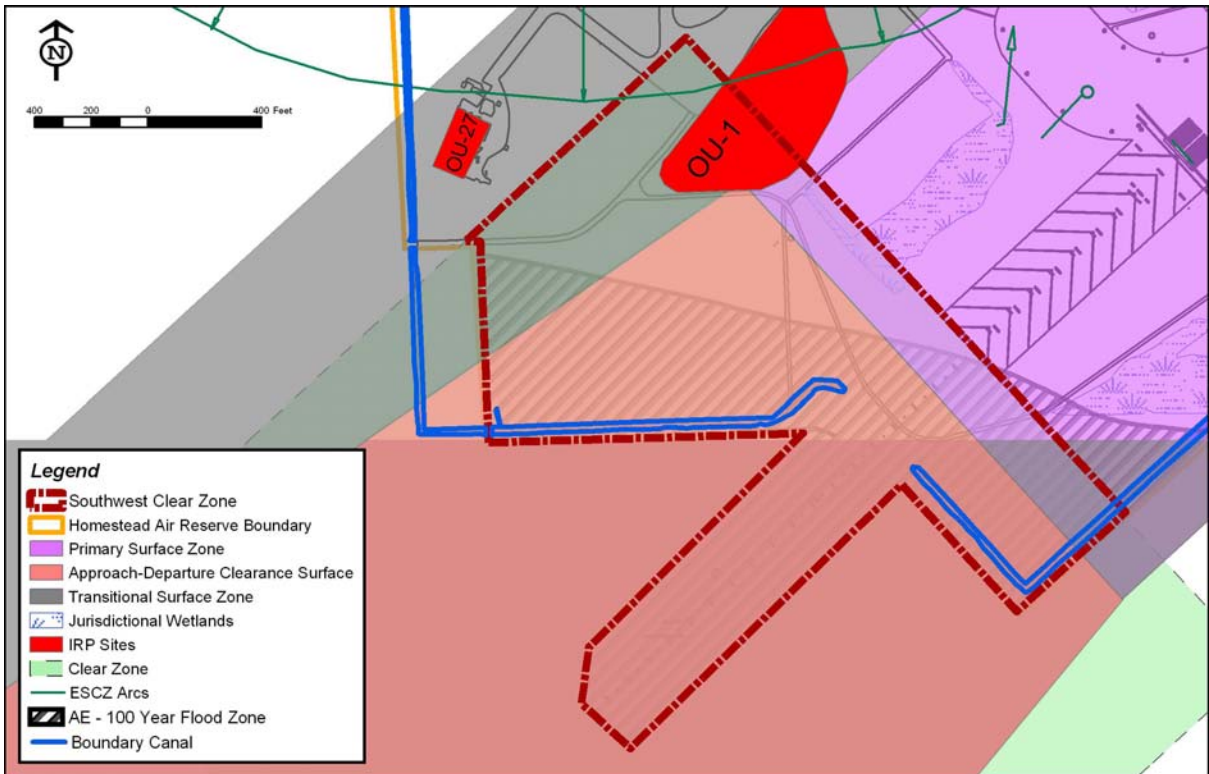 N
400 200 0 400 Feet
OU-27
OU-1
Legend
Southwest Clear Zone
Homestead Air Reserve Boundary
Primary Surface Zone
Approach-Departure Clearance Surface
Transitional Surface Zone
Jurisdictional Wetlands
IRP Sites
Clear Zone
ESCZ Arcs
AE - 100 Year Flood Zone
Boundary Canal